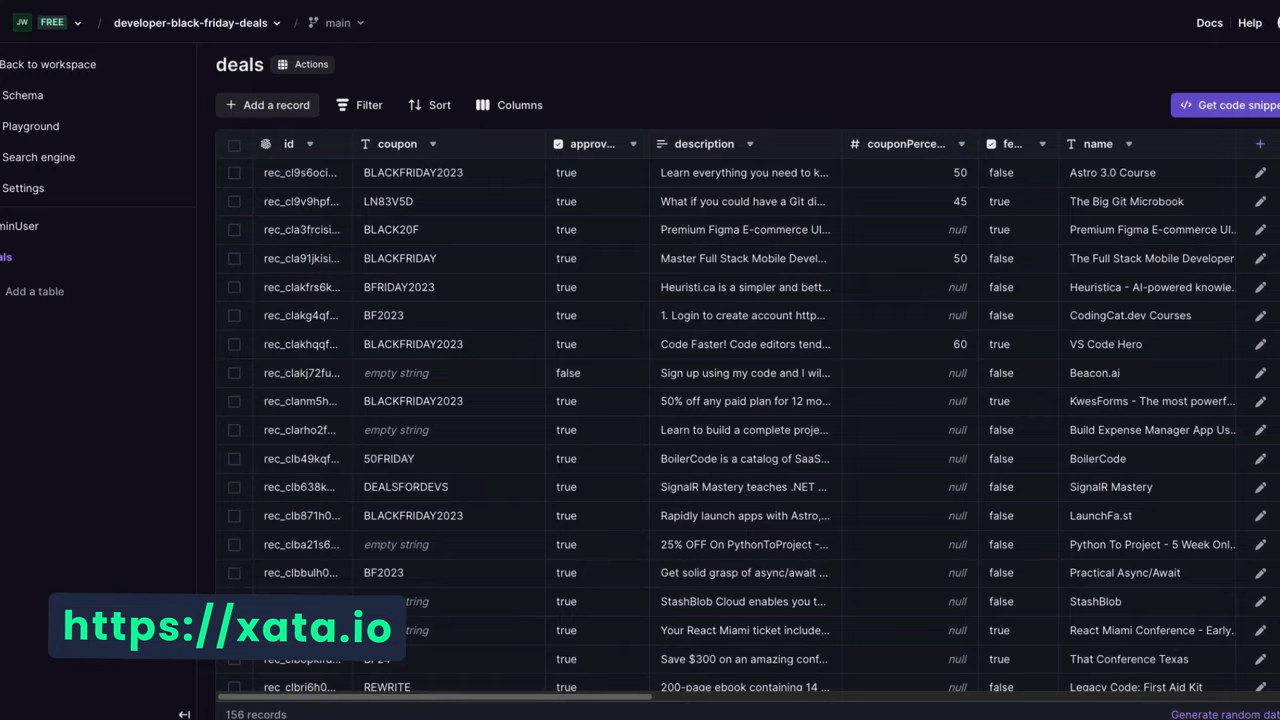 JW FREE / developer-black-friday-deals / main Docs Help
Back to workspace
Schema
Playground
Search engine
Settings
minUser
als
Add a table
deals Actions
+ Add a record Filter Sort Columns </> Get code snippe
id coupon approv... description # couponPerce... fe... name +
rec_cl9s6oci... BLACKFRIDAY2023 true Learn everything you need to k... 50 false Astro 3.0 Course
rec_cl9v9hpf... LN83V5D true What if you could have a Git di... 45 true The Big Git Microbook
rec_cla3frcisi... BLACK20F true Premium Figma E-commerce UI... null true Premium Figma E-commerce UI...
rec_cla91jkisi... BLACKFRIDAY true Master Full Stack Mobile Devel... 50 false The Full Stack Mobile Developer
rec_clakfrs6k... BFRIDAY2023 true Heuristi.ca is a simpler and bett... null false Heuristica - AI-powered knowle...
rec_clakg4qf... BF2023 true 1. Login to create account http... null false CodingCat.dev Courses
rec_clakhqqf... BLACKFRIDAY2023 true Code Faster! Code editors tend... 60 true VS Code Hero
rec_clakj72fu... empty string false Sign up using my code and I wil... null false Beacon.ai
rec_clanm5h... BLACKFRIDAY2023 true 50% off any paid plan for 12 mo... null true KwesForms - The most powerf...
rec_clarho2f... empty string true Learn to build a complete proje... null false Build Expense Manager App Us...
rec_clb49kqf... 50FRIDAY true BoilerCode is a catalog of SaaS... null false BoilerCode
rec_clb638k... DEALSFORDEVS true SignalR Mastery teaches .NET ... null false SignalR Mastery
rec_clb871h0... BLACKFRIDAY2023 true Rapidly launch apps with Astro,... null false LaunchFa.st
rec_clba21s6... empty string true 25% OFF On PythonToProject -... null false Python To Project - 5 Week Onl...
rec_clbbulh0... BF2023 true Get solid grasp of async/await ... null false Practical Async/Await
string true StashBlob Cloud enables you t... null false StashBlob
string true Your React Miami ticket include... null true React Miami Conference - Early...
true Save $300 on an amazing conf... null true That Conference Texas
rec_clbri6h0... REWRITE true 200-page ebook containing 14 ... null false Legacy Code: First Aid Kit
https://xata.io
156 records Generate random dat